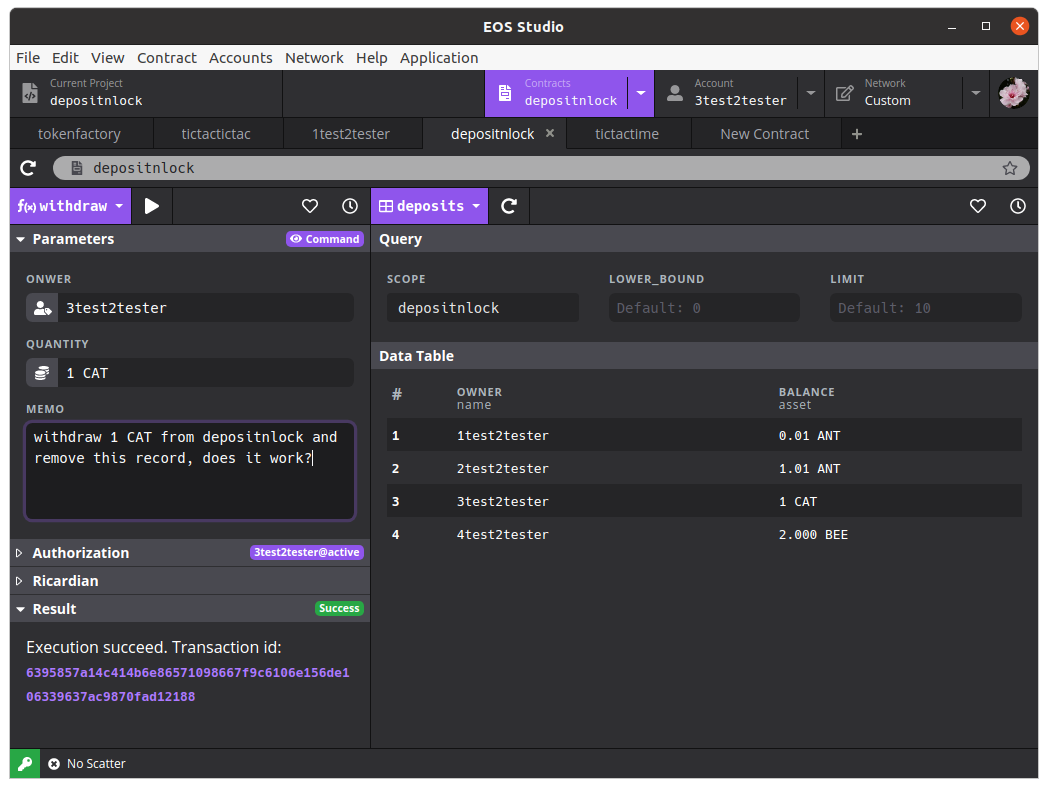 EOS Studio
File Edit View Contract Accounts Network Help Application
Current Project
depositnlock
Contracts
depositnlock
Account
3test2tester
Network
Custom
tokenfactory tictactictac 1test2tester depositnlock × tictactime New Contract +
depositnlock
f(x) withdraw
deposits
Parameters
Command
ONWER
3test2tester
QUANTITY
1 CAT
MEMO
withdraw 1 CAT from depositnlock and
remove this record, does it work?
Authorization 3test2tester@active
Ricardian
Result Success
Execution succeed. Transaction id:
6395857a14c414b6e86571098667f9c6106e156de1
06339637ac9870fad12188
Query
SCOPE LOWER_BOUND LIMIT
depositnlock Default: 0 Default: 10
Data Table
# OWNER BALANCE
name asset
1 1test2tester 0.01 ANT
2 2test2tester 1.01 ANT
3 3test2tester 1 CAT
4 4test2tester 2.000 BEE
No Scatter